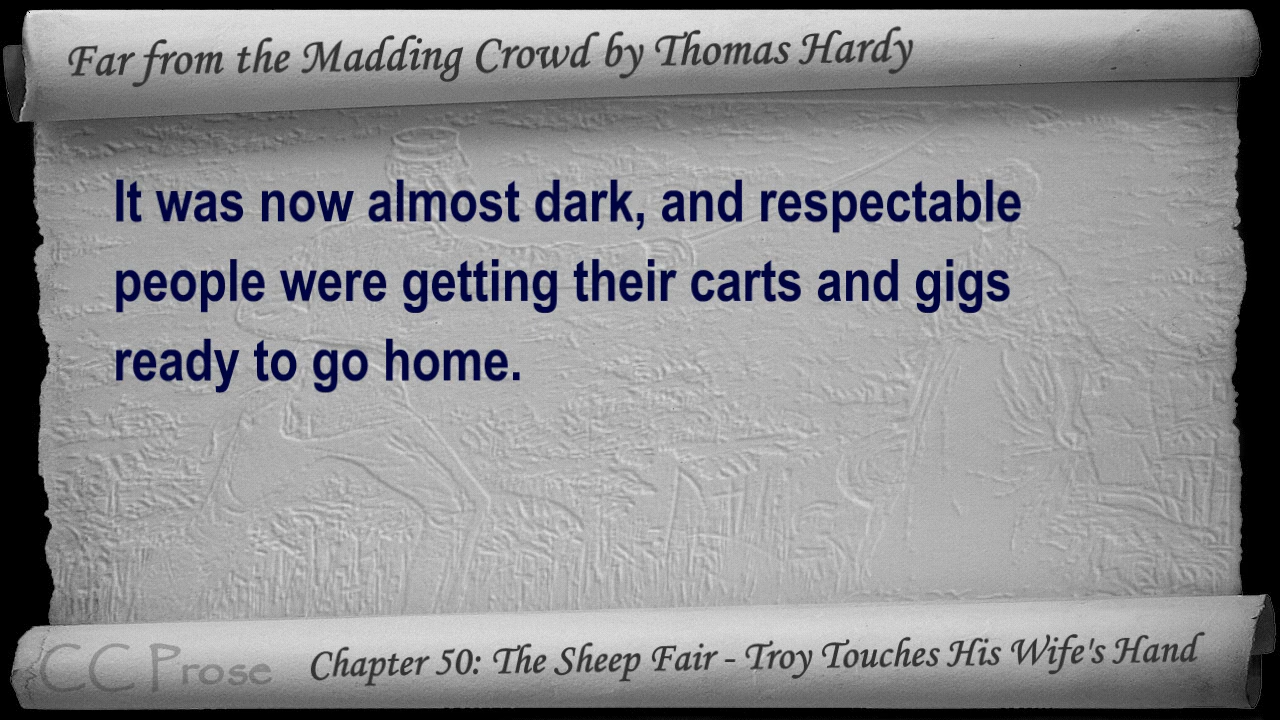 Far from the Madding Crowd by Thomas Hardy
It was now almost dark, and respectable
people were getting their carts and gigs
ready to go home.
CC Prose
Chapter 50: The Sheep Fair - Troy Touches His Wife's Hand